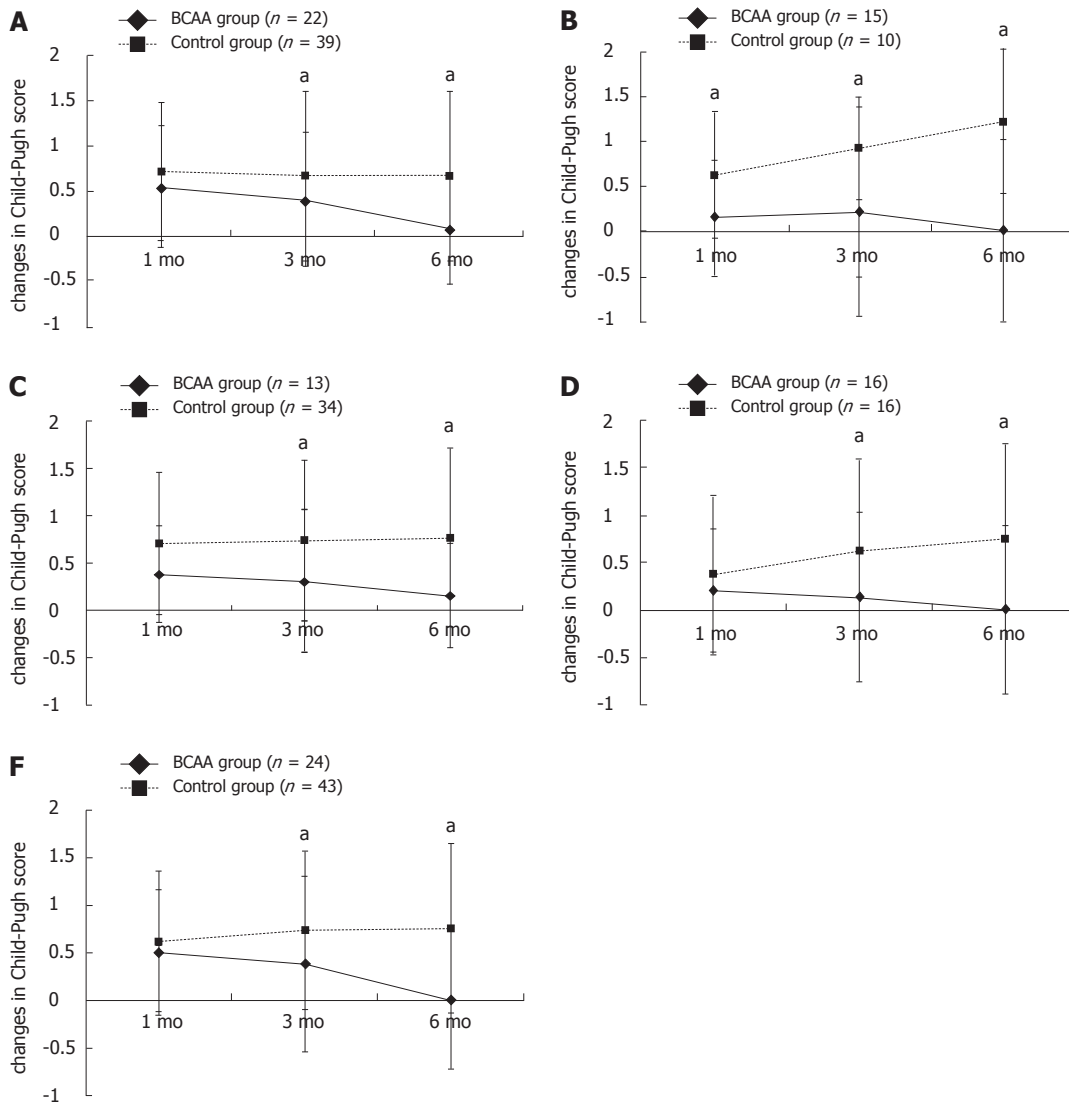 A
BCAA group (n = 22)
Control group (n = 39)
changes in Child-Pugh score
2
1.5
1
0.5
0
-0.5
-1
a
a
1 mo
3 mo
6 mo
B
BCAA group (n = 15)
Control group (n = 10)
changes in Child-Pugh score
2
1.5
1
0.5
0
-0.5
-1
a
a
a
1 mo
3 mo
6 mo
C
BCAA group (n = 13)
Control group (n = 34)
changes in Child-Pugh score
2
1.5
1
0.5
0
-0.5
-1
a
a
1 mo
3 mo
6 mo
D
BCAA group (n = 16)
Control group (n = 16)
changes in Child-Pugh score
2
1.5
1
0.5
0
-0.5
-1
a
a
1 mo
3 mo
6 mo
F
BCAA group (n = 24)
Control group (n = 43)
changes in Child-Pugh score
2
1.5
1
0.5
0
-0.5
-1
a
a
1 mo
3 mo
6 mo